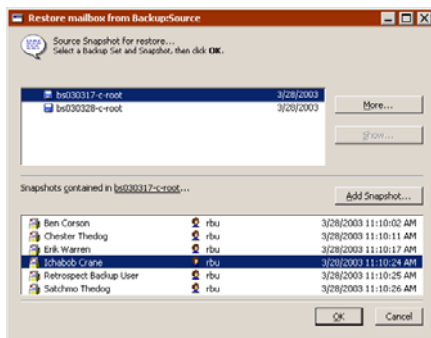 Restore mailbox from Backup:Source
Source Snapshot for restore...
Select a Backup Set and Snapshot, then click OK.
bs030317-c-root 3/28/2003
bs030328-c-root 3/28/2003
More...
Show...
Snapshots contained in bs030317-c-root...
Add Snapshot...
Ben Corson rbu 3/28/2003 11:10:02 AM
Chester Thedog rbu 3/28/2003 11:10:11 AM
Erik Warren rbu 3/28/2003 11:10:17 AM
Ichabob Crane rbu 3/28/2003 11:10:24 AM
Retrospect Backup User rbu 3/28/2003 11:10:25 AM
Satchmo Thedog rbu 3/28/2003 11:10:26 AM
OK Cancel